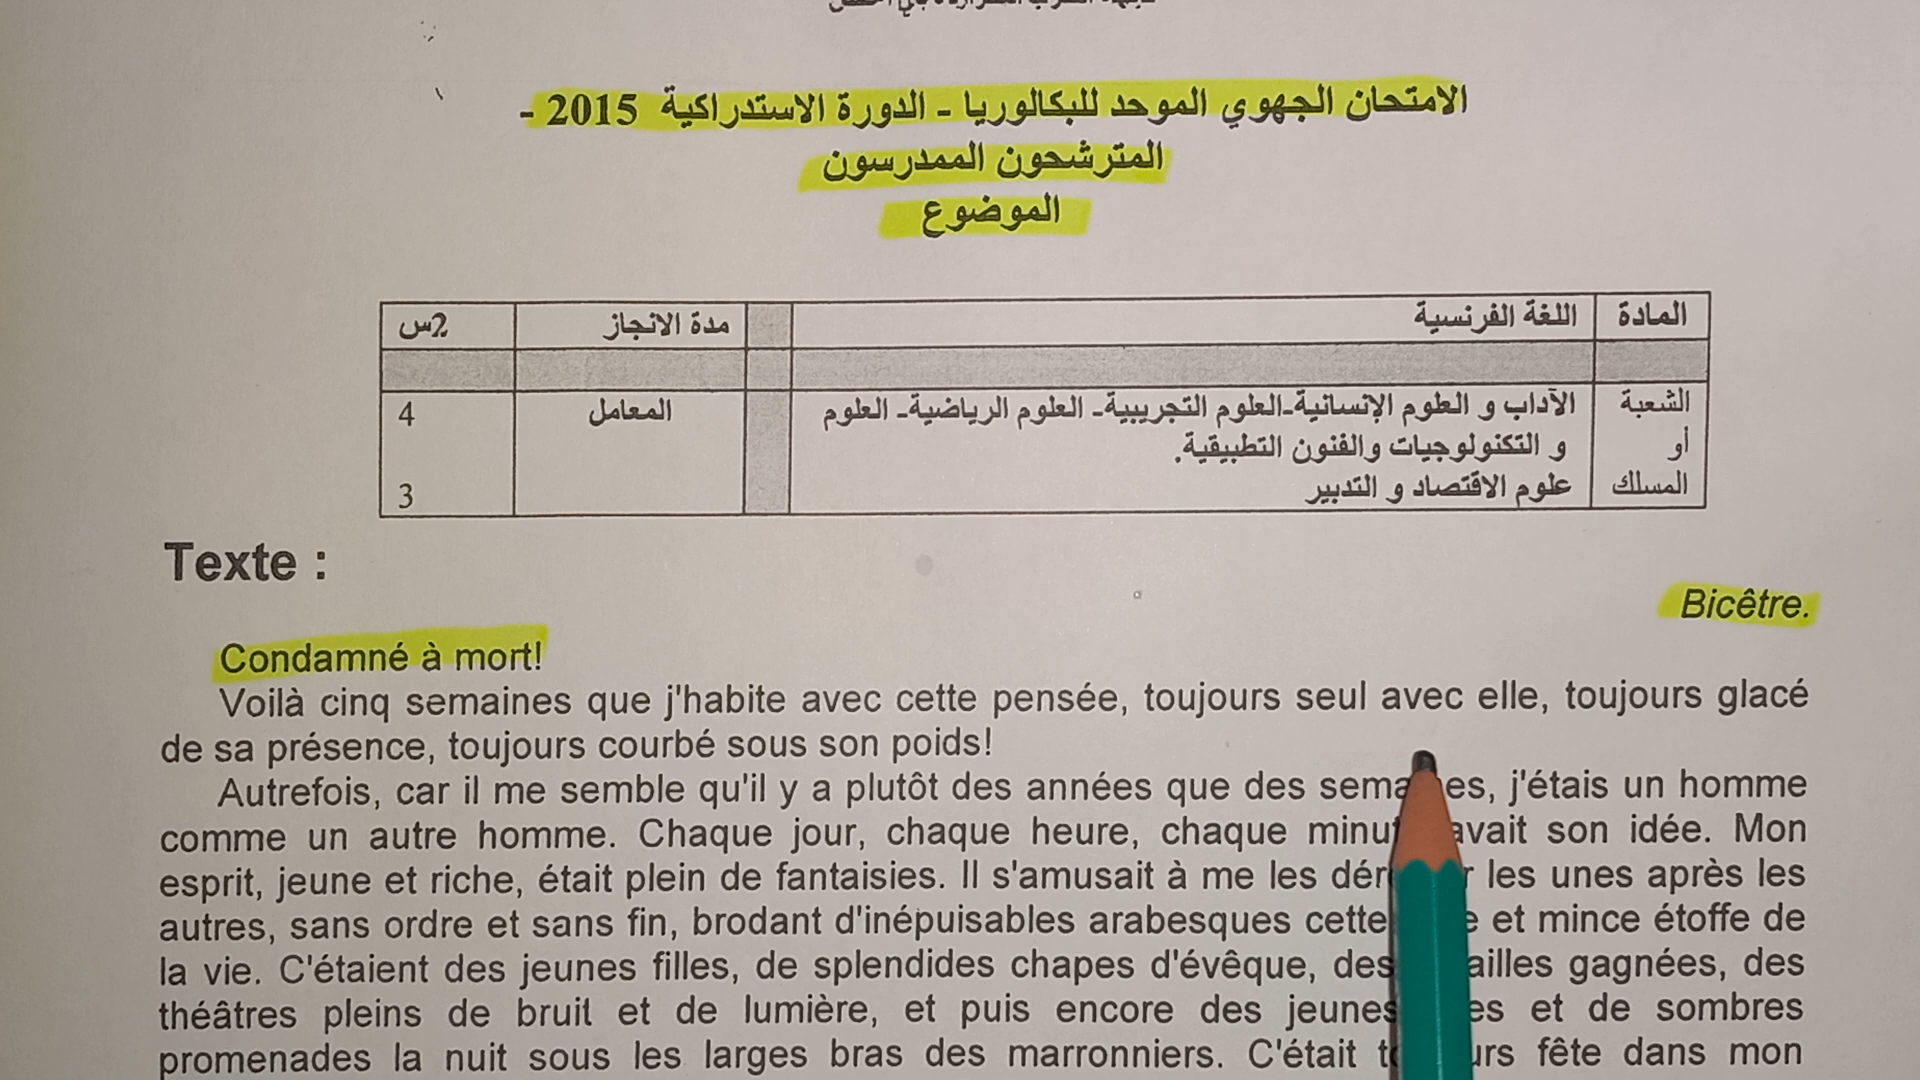 الامتحان الجهوي الموحد للبكالوريا - الدورة الاستدراكية 2015 -
المترشحون الممدرسون
الموضوع
المادة اللغة الفرنسية مدة الانجاز 2س
الشعبة الآداب و العلوم الإنسانية-العلوم التجريبية- العلوم الرياضية- العلوم المعامل 4
أو و التكنولوجيات والفنون التطبيقية.
المسلك علوم الاقتصاد و التدبير 3
Texte :
Bicêtre.
Condamné à mort!
Voilà cinq semaines que j'habite avec cette pensée, toujours seul avec elle, toujours glacé
de sa présence, toujours courbé sous son poids!
Autrefois, car il me semble qu'il y a plutôt des années que des es, j'étais un homme
comme un autre homme. Chaque jour, chaque heure, chaque avait son idée. Mon
esprit, jeune et riche, était plein de fantaisies. Il s'amusait à me les les unes après les
autres, sans ordre et sans fin, brodant d'inépuisables arabesques cette et mince étoffe de
la vie. C'étaient des jeunes filles, de splendides chapes d'évêque, des gagnées, des
théâtres pleins de bruit et de lumière, et puis encore des jeunes et de sombres
promenades la nuit sous les larges bras des marronniers. C'était fête dans mon